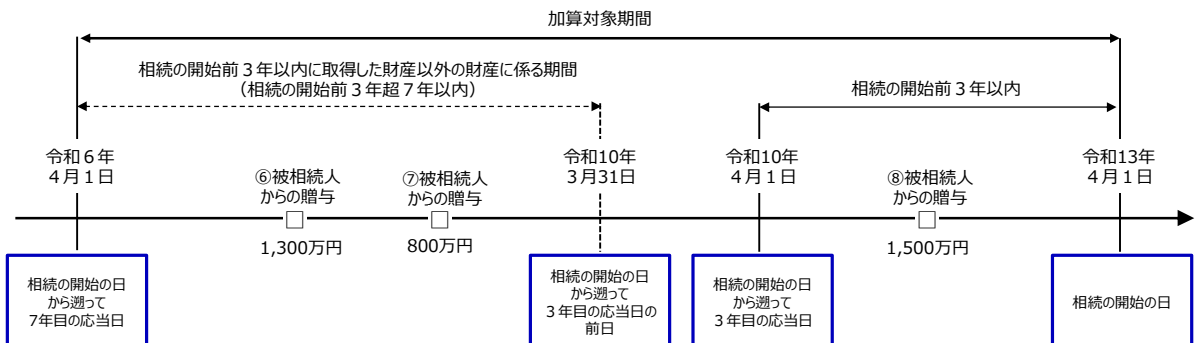 加算対象期間
相続の開始前３年以内に取得した財産以外の財産に係る期間
（相続の開始前３年超７年以内）
相続の開始前３年以内
令和６年
４月１日
⑥被相続人
からの贈与
1,300万円
⑦被相続人
からの贈与
800万円
令和10年
３月31日
令和10年
４月１日
⑧被相続人
からの贈与
1,500万円
令和13年
４月１日
相続の開始の日
から遡って
7年目の応当日
相続の開始の日
から遡って
３年目の応当日の
前日
相続の開始の日
から遡って
３年目の応当日
相続の開始の日